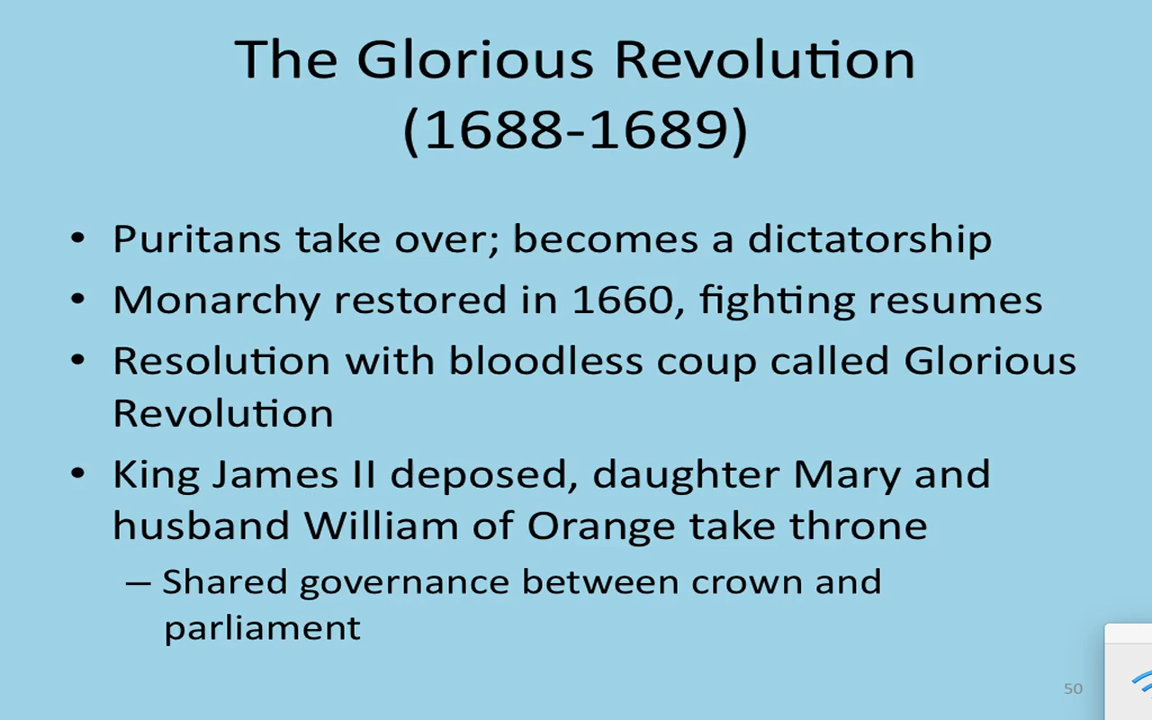 The Glorious Revolution
(1688-1689)
• Puritans take over; becomes a dictatorship
• Monarchy restored in 1660, fighting resumes
• Resolution with bloodless coup called Glorious
Revolution
• King James II deposed, daughter Mary and
husband William of Orange take throne
– Shared governance between crown and
parliament
50